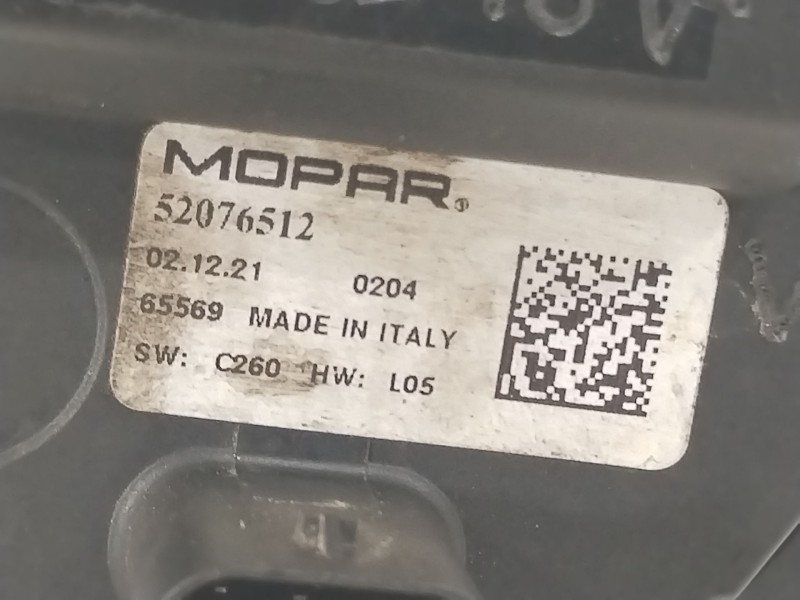 MOPAR®
52076512
02.12.21 0204
65569 MADE IN ITALY
SW: C260 HW: L05